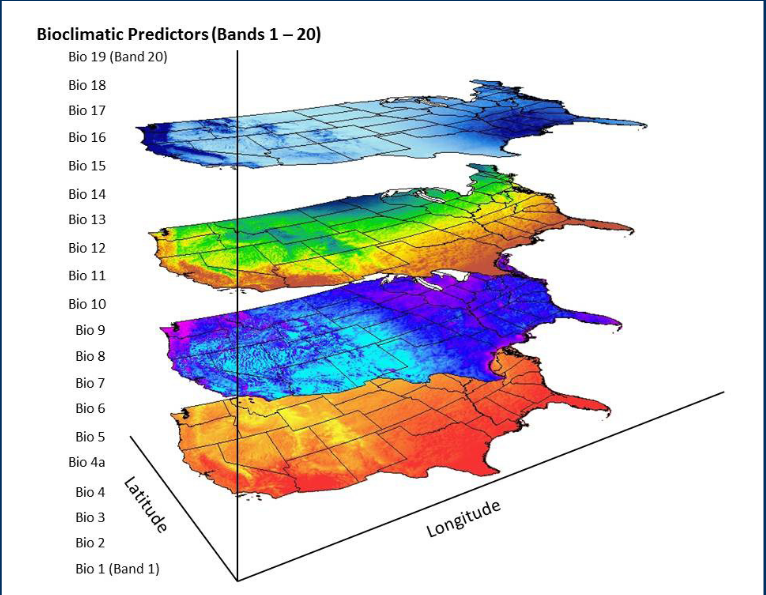 Bioclimatic Predictors (Bands 1 – 20)
Bio 19 (Band 20)
Bio 18
Bio 17
Bio 16
Bio 15
Bio 14
Bio 13
Bio 12
Bio 11
Bio 10
Bio 9
Bio 8
Bio 7
Bio 6
Bio 5
Bio 4a
Bio 4
Bio 3
Bio 2
Bio 1 (Band 1)
Latitude
Longitude